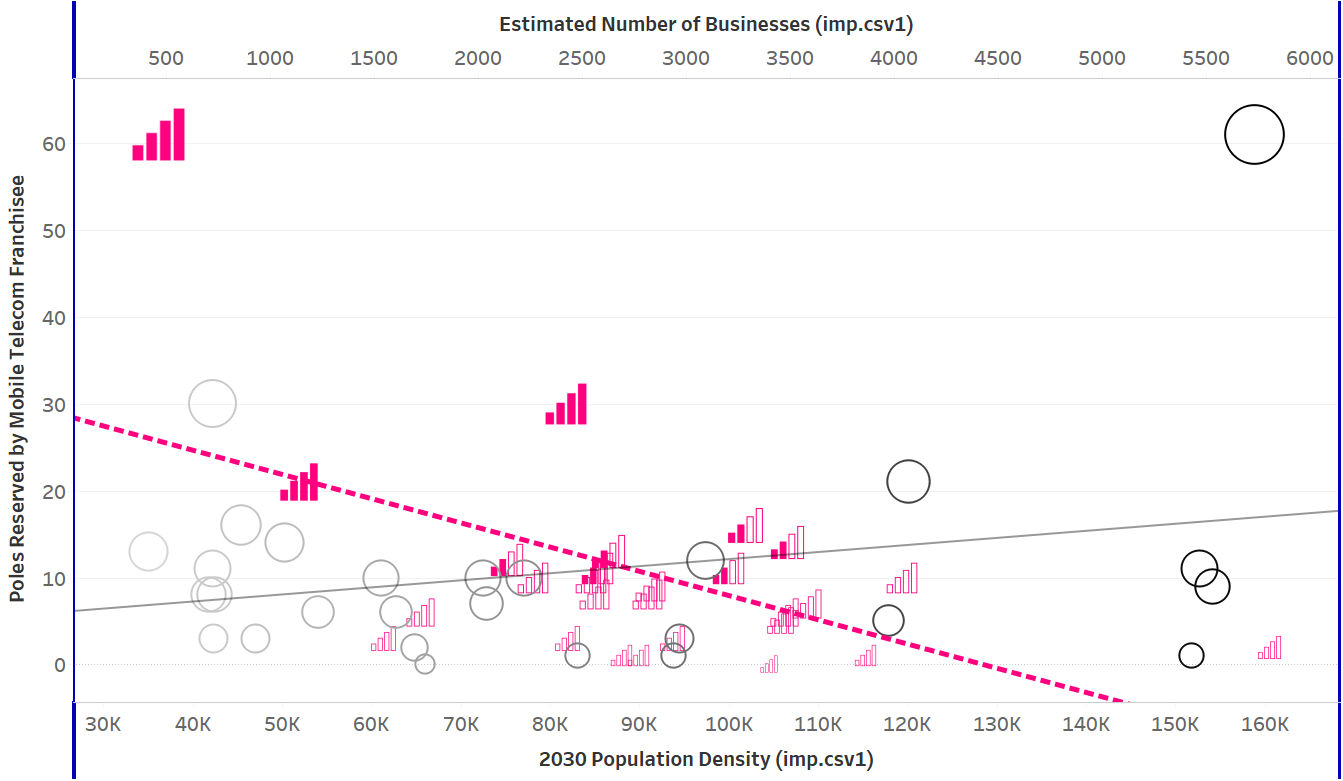 Estimated Number of Businesses (imp.csv1)
500 1000 1500 2000 2500 3000 3500 4000 4500 5000 5500 6000
Poles Reserved by Mobile Telecom Franchisee
60
50
40
30
20
10
0
30K 40K 50K 60K 70K 80K 90K 100K 110K 120K 130K 140K 150K 160K
2030 Population Density (imp.csv1)